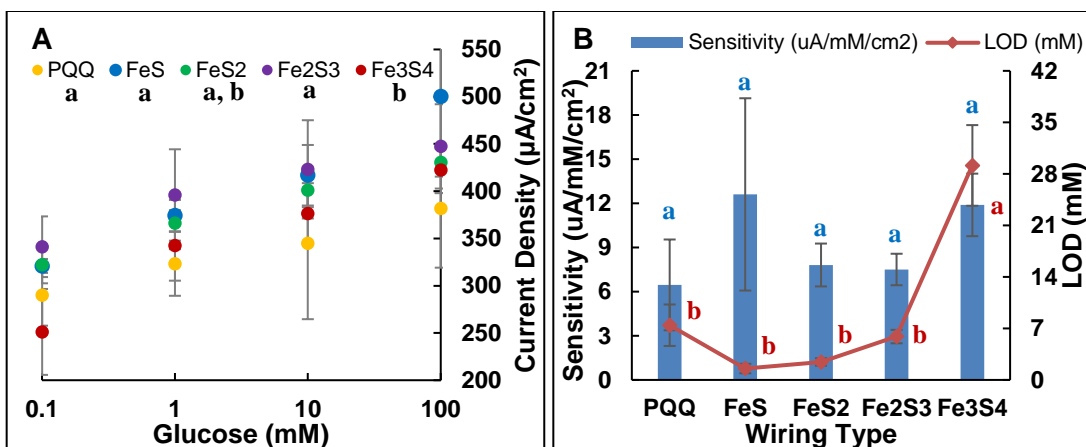 A
PQQ FeS FeS2 Fe2S3 Fe3S4
a a a, b a b
550
500
450
400
350
300
250
200
Current Density (µA/cm²)
0.1 1 10 100
Glucose (mM)
B
Sensitivity (uA/mM/cm2) LOD (mM)
21
18
15
12
9
6
3
0
Sensitivity (uA/mM/cm²)
a a a a a
b b b b a
42
35
28
21
14
7
0
LOD (mM)
PQQ FeS FeS2 Fe2S3 Fe3S4
Wiring Type